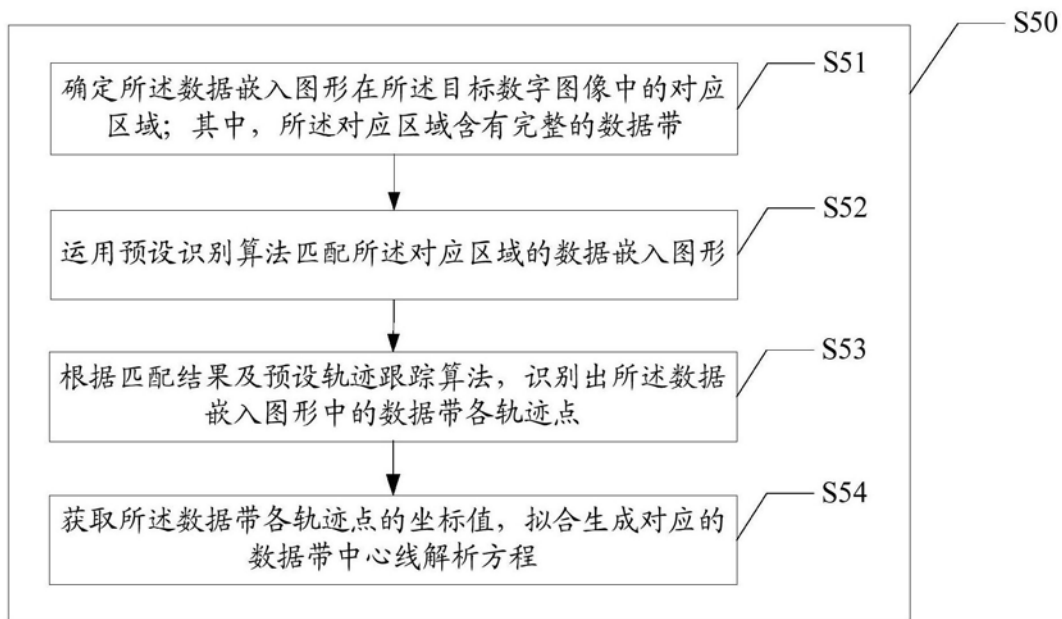 S50
S51
确定所述数据嵌入图形在所述目标数字图像中的对应
区域；其中，所述对应区域含有完整的数据带
S52
运用预设识别算法匹配所述对应区域的数据嵌入图形
S53
根据匹配结果及预设轨迹跟踪算法，识别出所述数据
嵌入图形中的数据带各轨迹点
S54
获取所述数据带各轨迹点的坐标值，拟合生成对应的
数据带中心线解析方程